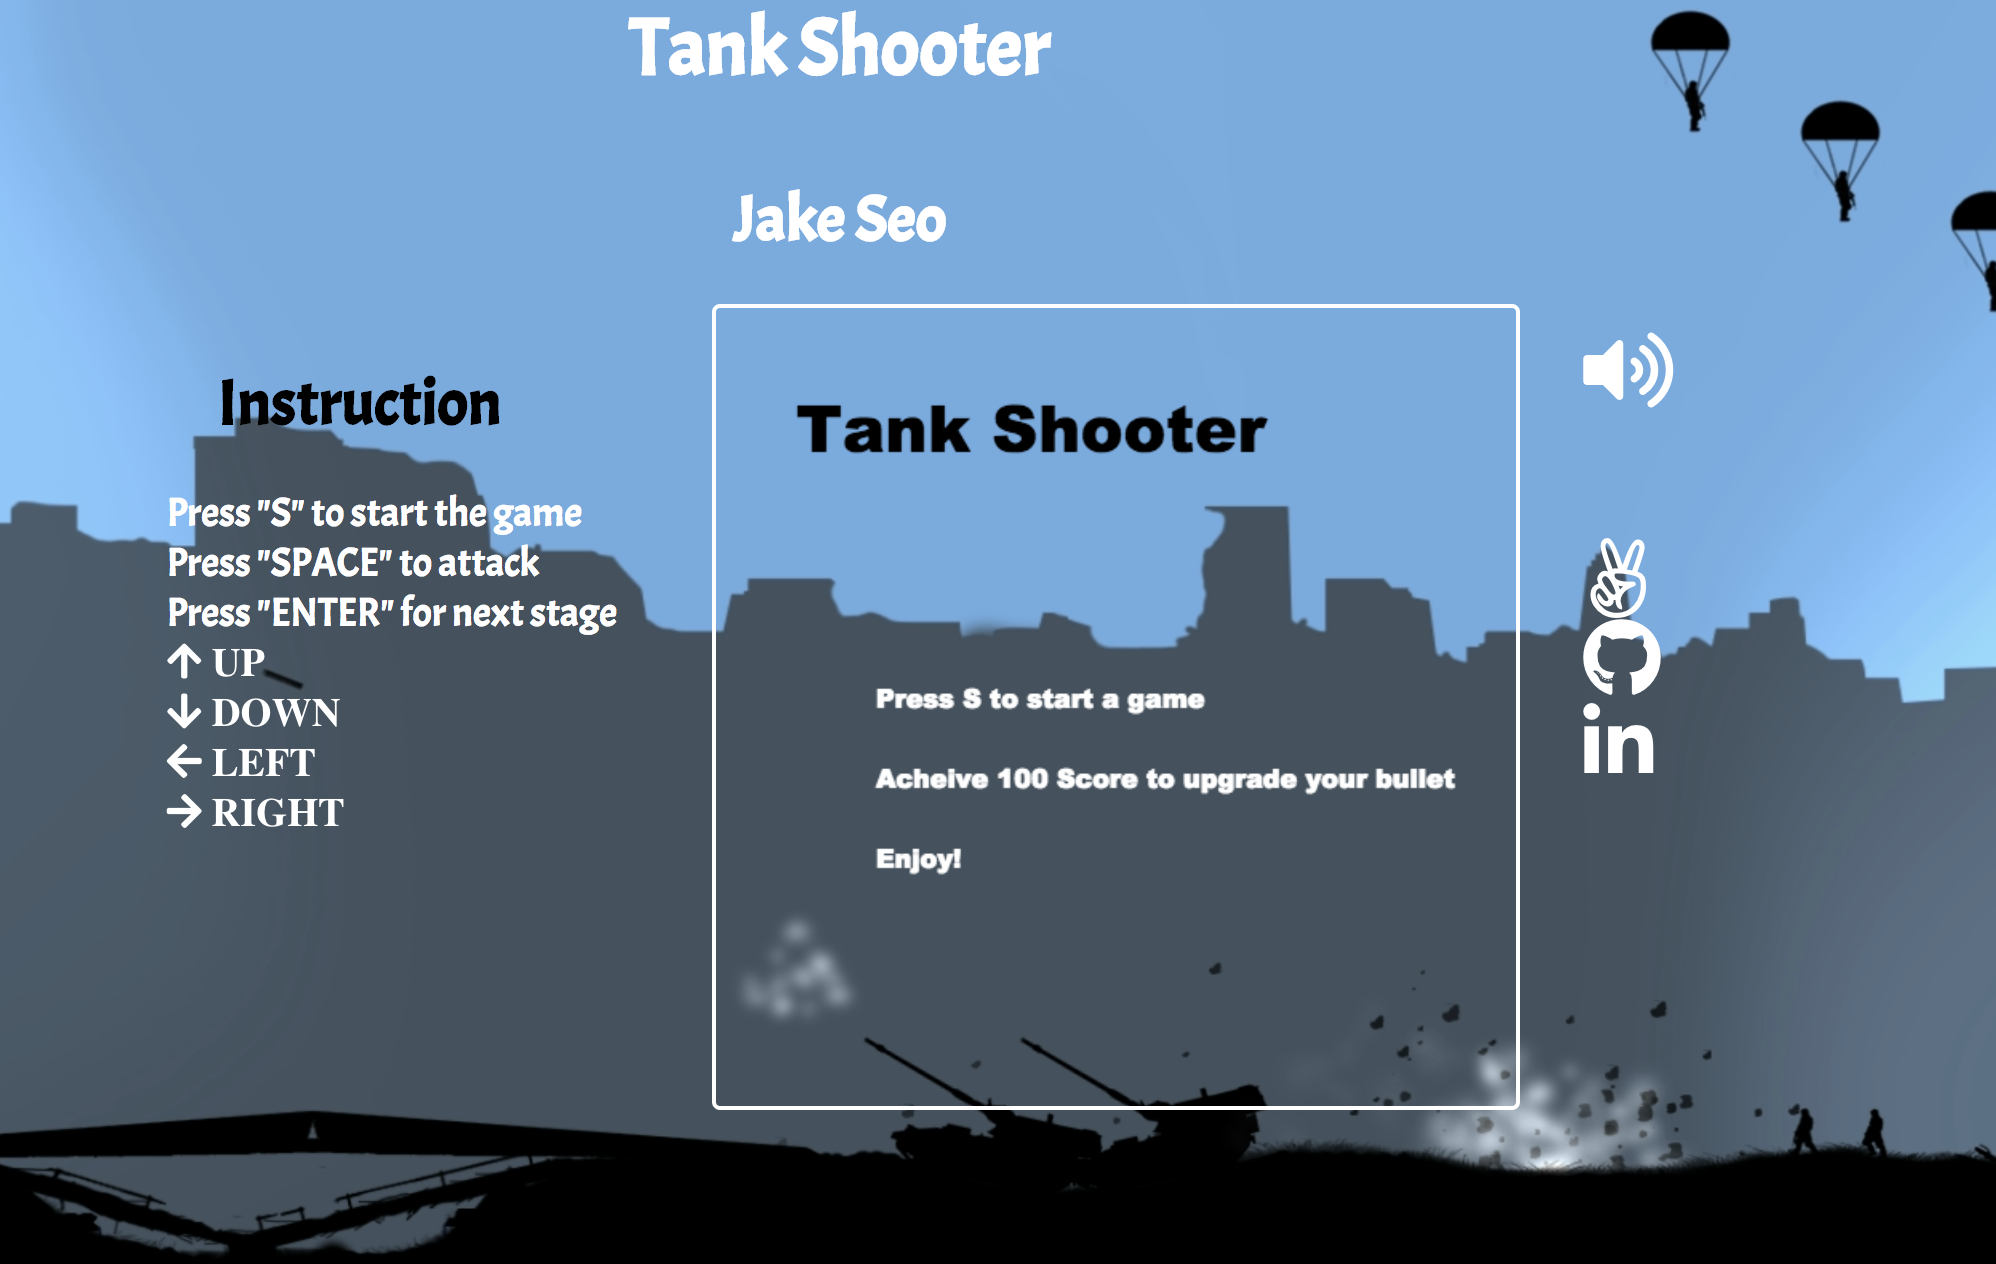 Tank Shooter
Jake Seo
Instruction
Press "S" to start the game
Press "SPACE" to attack
Press "ENTER" for next stage
UP
DOWN
LEFT
RIGHT
Tank Shooter
Press S to start a game
Acheive 100 Score to upgrade your bullet
Enjoy!
in